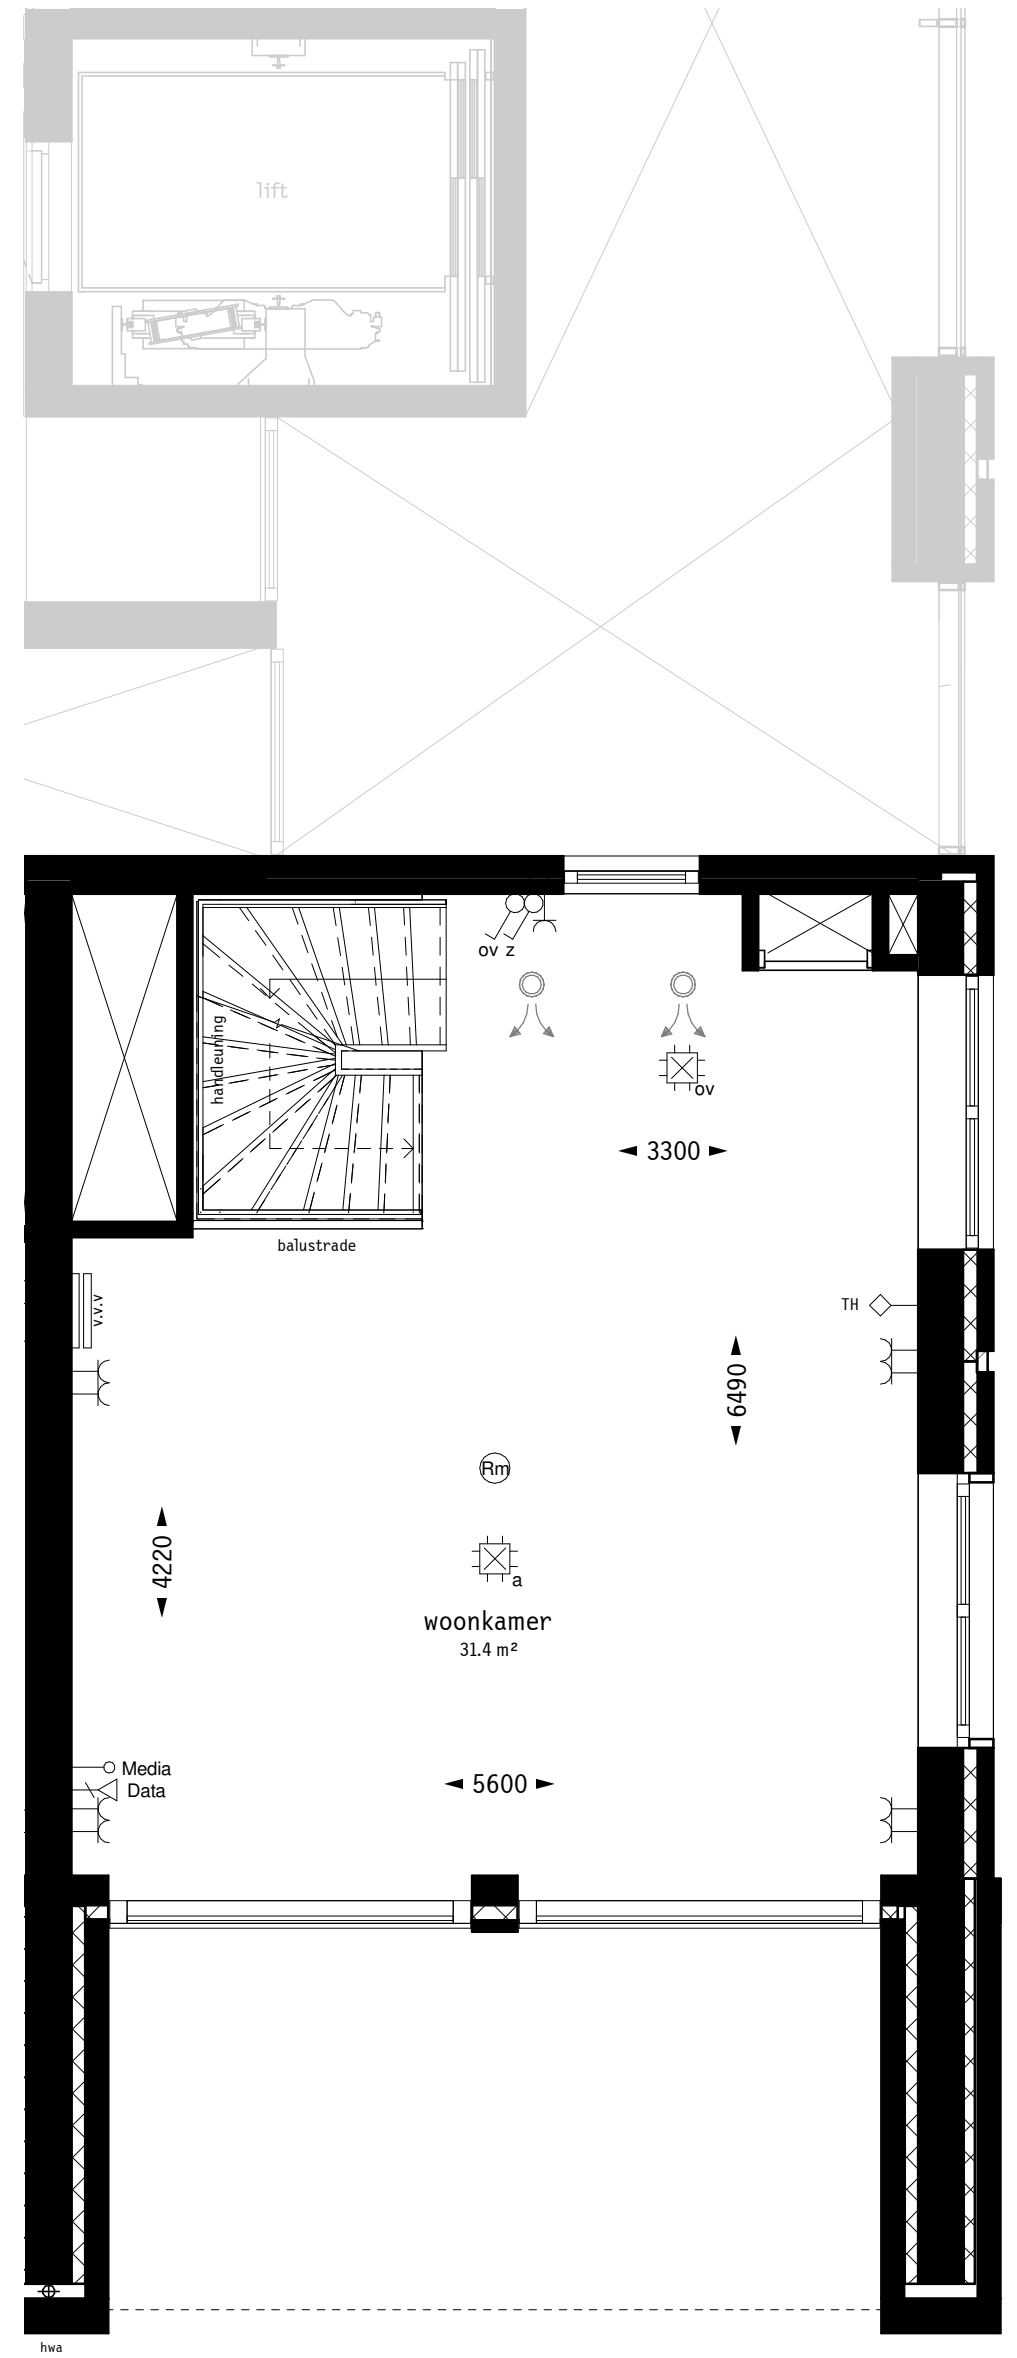 lift
ov z
handleuning
ov
3300
balustrade
v.v.v
TH
6490
Rm
4220
a
woonkamer
31.4 m²
Media
Data
5600
hwa